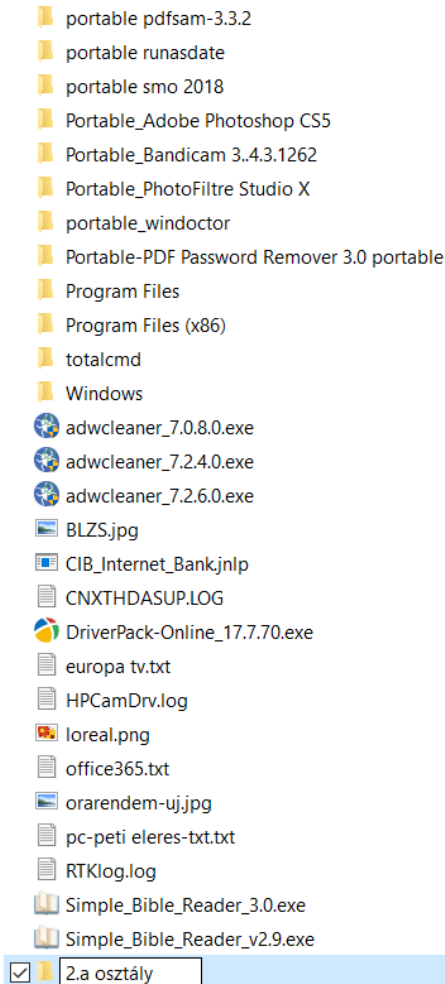 portable pdfsam-3.3.2
portable runasdate
portable smo 2018
Portable_Adobe Photoshop CS5
Portable_Bandicam 3..4.3.1262
Portable_PhotoFiltre Studio X
portable_windoctor
Portable-PDF Password Remover 3.0 portable
Program Files
Program Files (x86)
totalcmd
Windows
adwcleaner_7.0.8.0.exe
adwcleaner_7.2.4.0.exe
adwcleaner_7.2.6.0.exe
BLZS.jpg
CIB_Internet_Bank.jnlp
CNXTHDASUP.LOG
DriverPack-Online_17.7.70.exe
europa tv.txt
HPCamDrv.log
loreal.png
office365.txt
orarendem-uj.jpg
pc-peti eleres-txt.txt
RTKlog.log
Simple_Bible_Reader_3.0.exe
Simple_Bible_Reader_v2.9.exe
2.a osztály